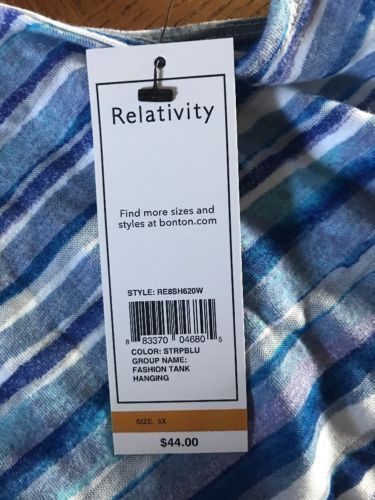 Relativity
Find more sizes and
styles at bonton.com
STYLE: RE8SH620W
8 83370 04680 5
COLOR: STRPBLU
GROUP NAME:
FASHION TANK
HANGING
SIZE: 3X
$44.00